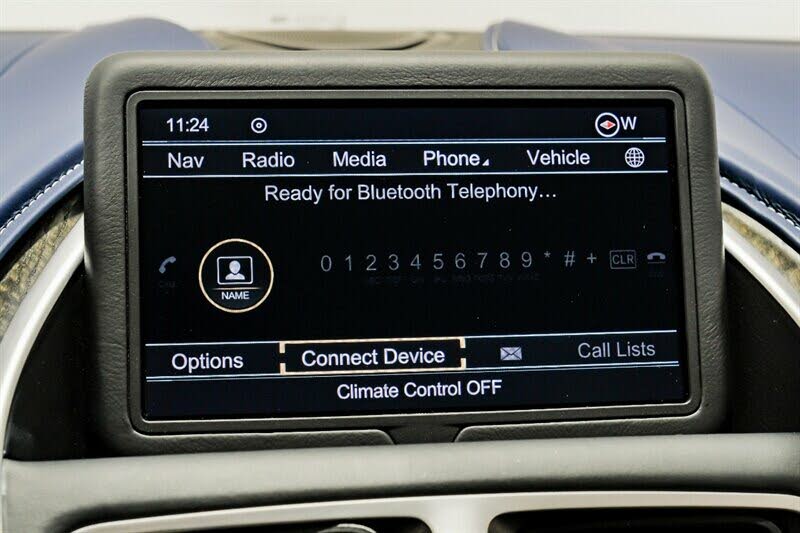 11:24 W
Nav Radio Media Phone Vehicle
Ready for Bluetooth Telephony...
0 1 2 3 4 5 6 7 8 9 * # + CLR
NAME
Options Connect Device Call Lists
Climate Control OFF